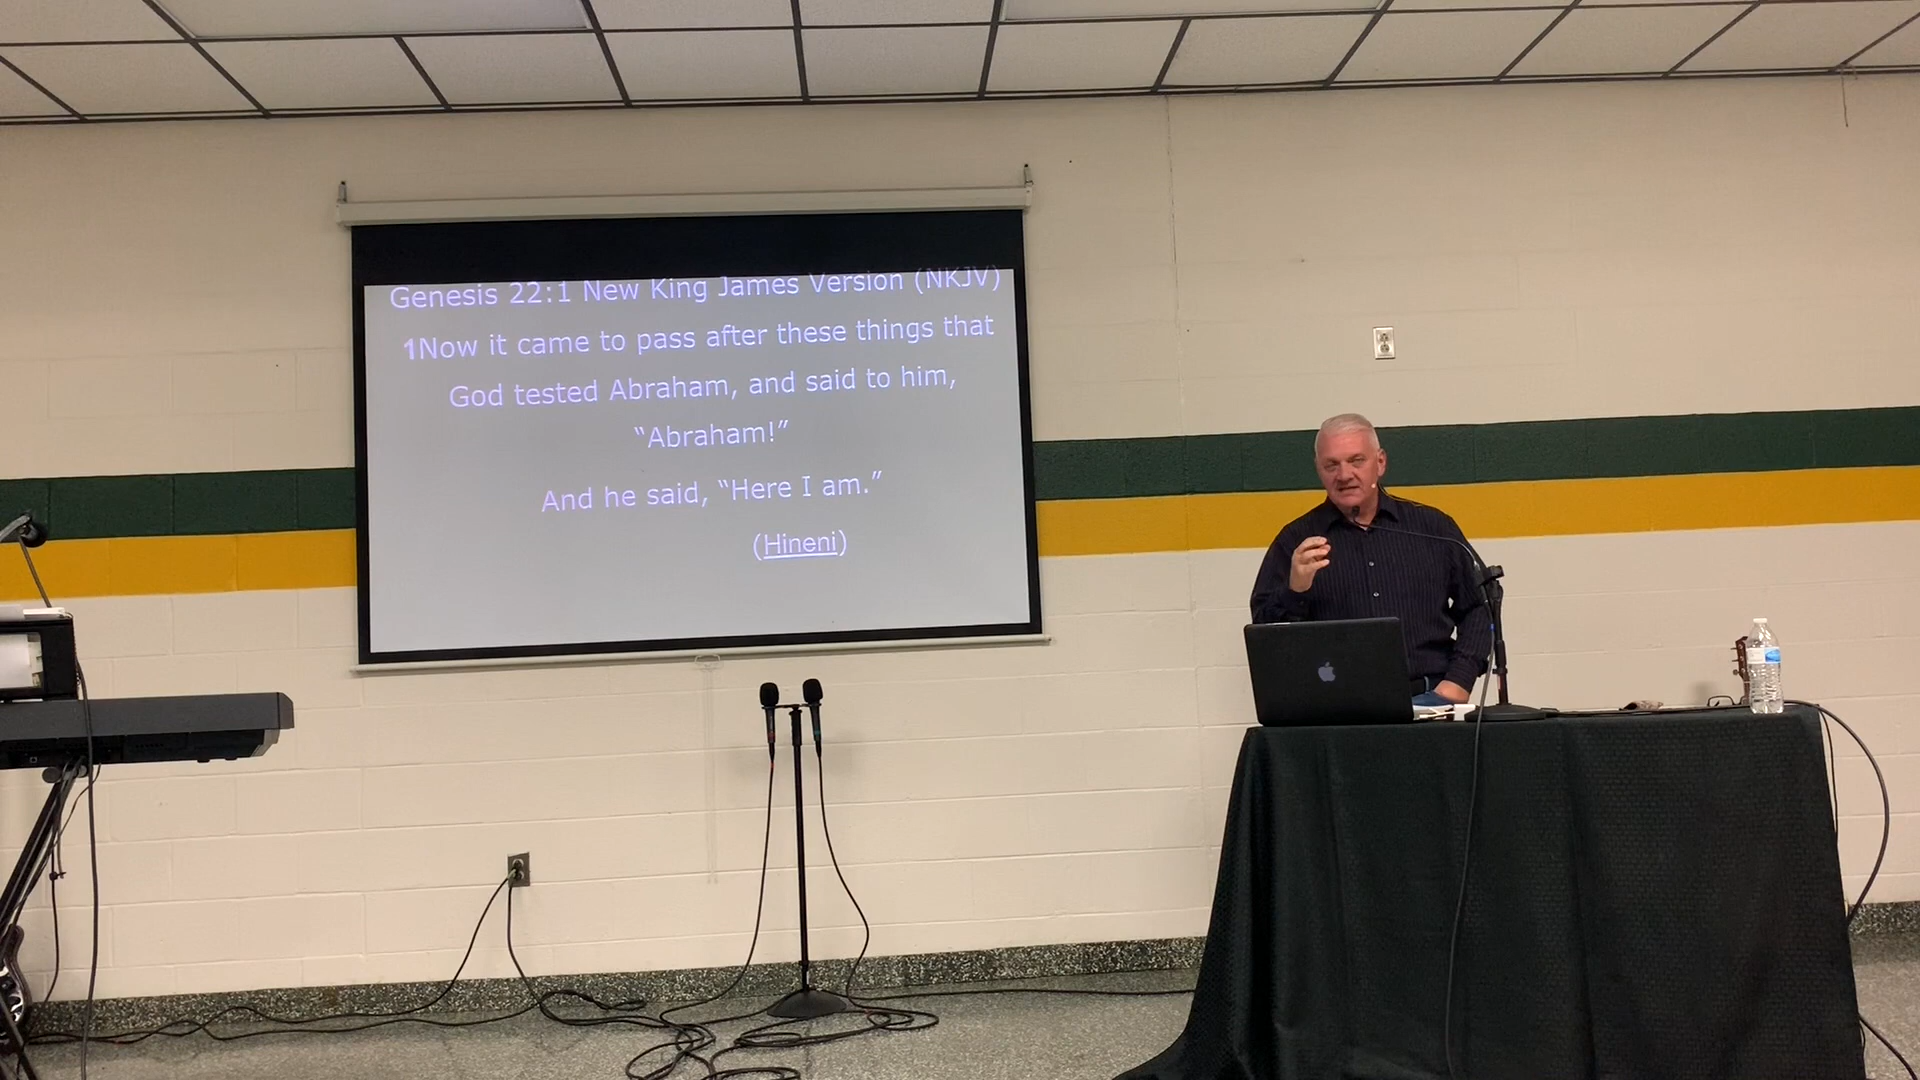 Genesis 22:1 New King James Version (NKJV)
1Now it came to pass after these things that
God tested Abraham, and said to him,
“Abraham!”
And he said, “Here I am.”
(Hineni)